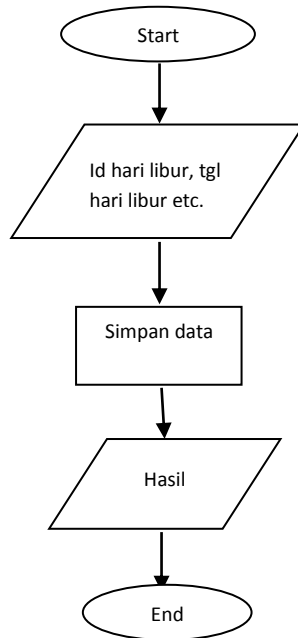 Start
Id hari libur, tgl
hari libur etc.
Simpan data
Hasil
End